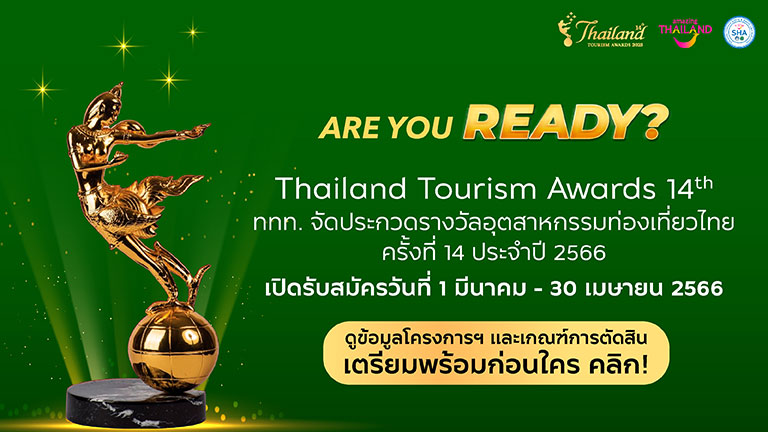 Thailand 14th
TOURISM AWARDS 2023
amazing
THAILAND
SHA
ARE YOU READY?
Thailand Tourism Awards 14th
ททท. จัดประกวดรางวัลอุตสาหกรรมท่องเที่ยวไทย
ครั้งที่ 14 ประจำปี 2566
เปิดรับสมัครวันที่ 1 มีนาคม - 30 เมษายน 2566
ดูข้อมูลโครงการฯ และเกณฑ์การตัดสิน
เตรียมพร้อมก่อนใคร คลิก!